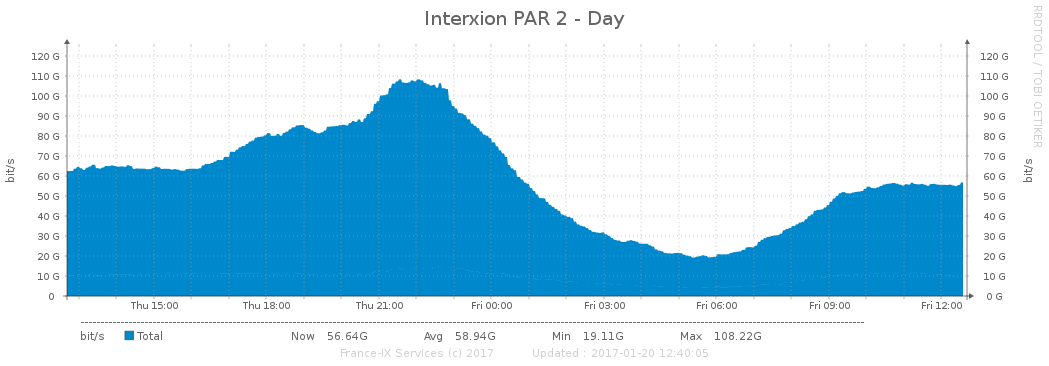 Interxion PAR 2 - Day
RRDTOOL / TOBI OETIKER
bit/s
120 G 120 G
110 G 110 G
100 G 100 G
90 G 90 G
80 G 80 G
70 G 70 G
60 G 60 G
50 G 50 G
40 G 40 G
30 G 30 G
20 G 20 G
10 G 10 G
0 0 G
bit/s
Thu 15:00 Thu 18:00 Thu 21:00 Fri 00:00 Fri 03:00 Fri 06:00 Fri 09:00 Fri 12:00
bit/s Total Now 56.64G Avg 58.94G Min 19.11G Max 108.22G
France-IX Services (c) 2017 Updated : 2017-01-20 12:40:05